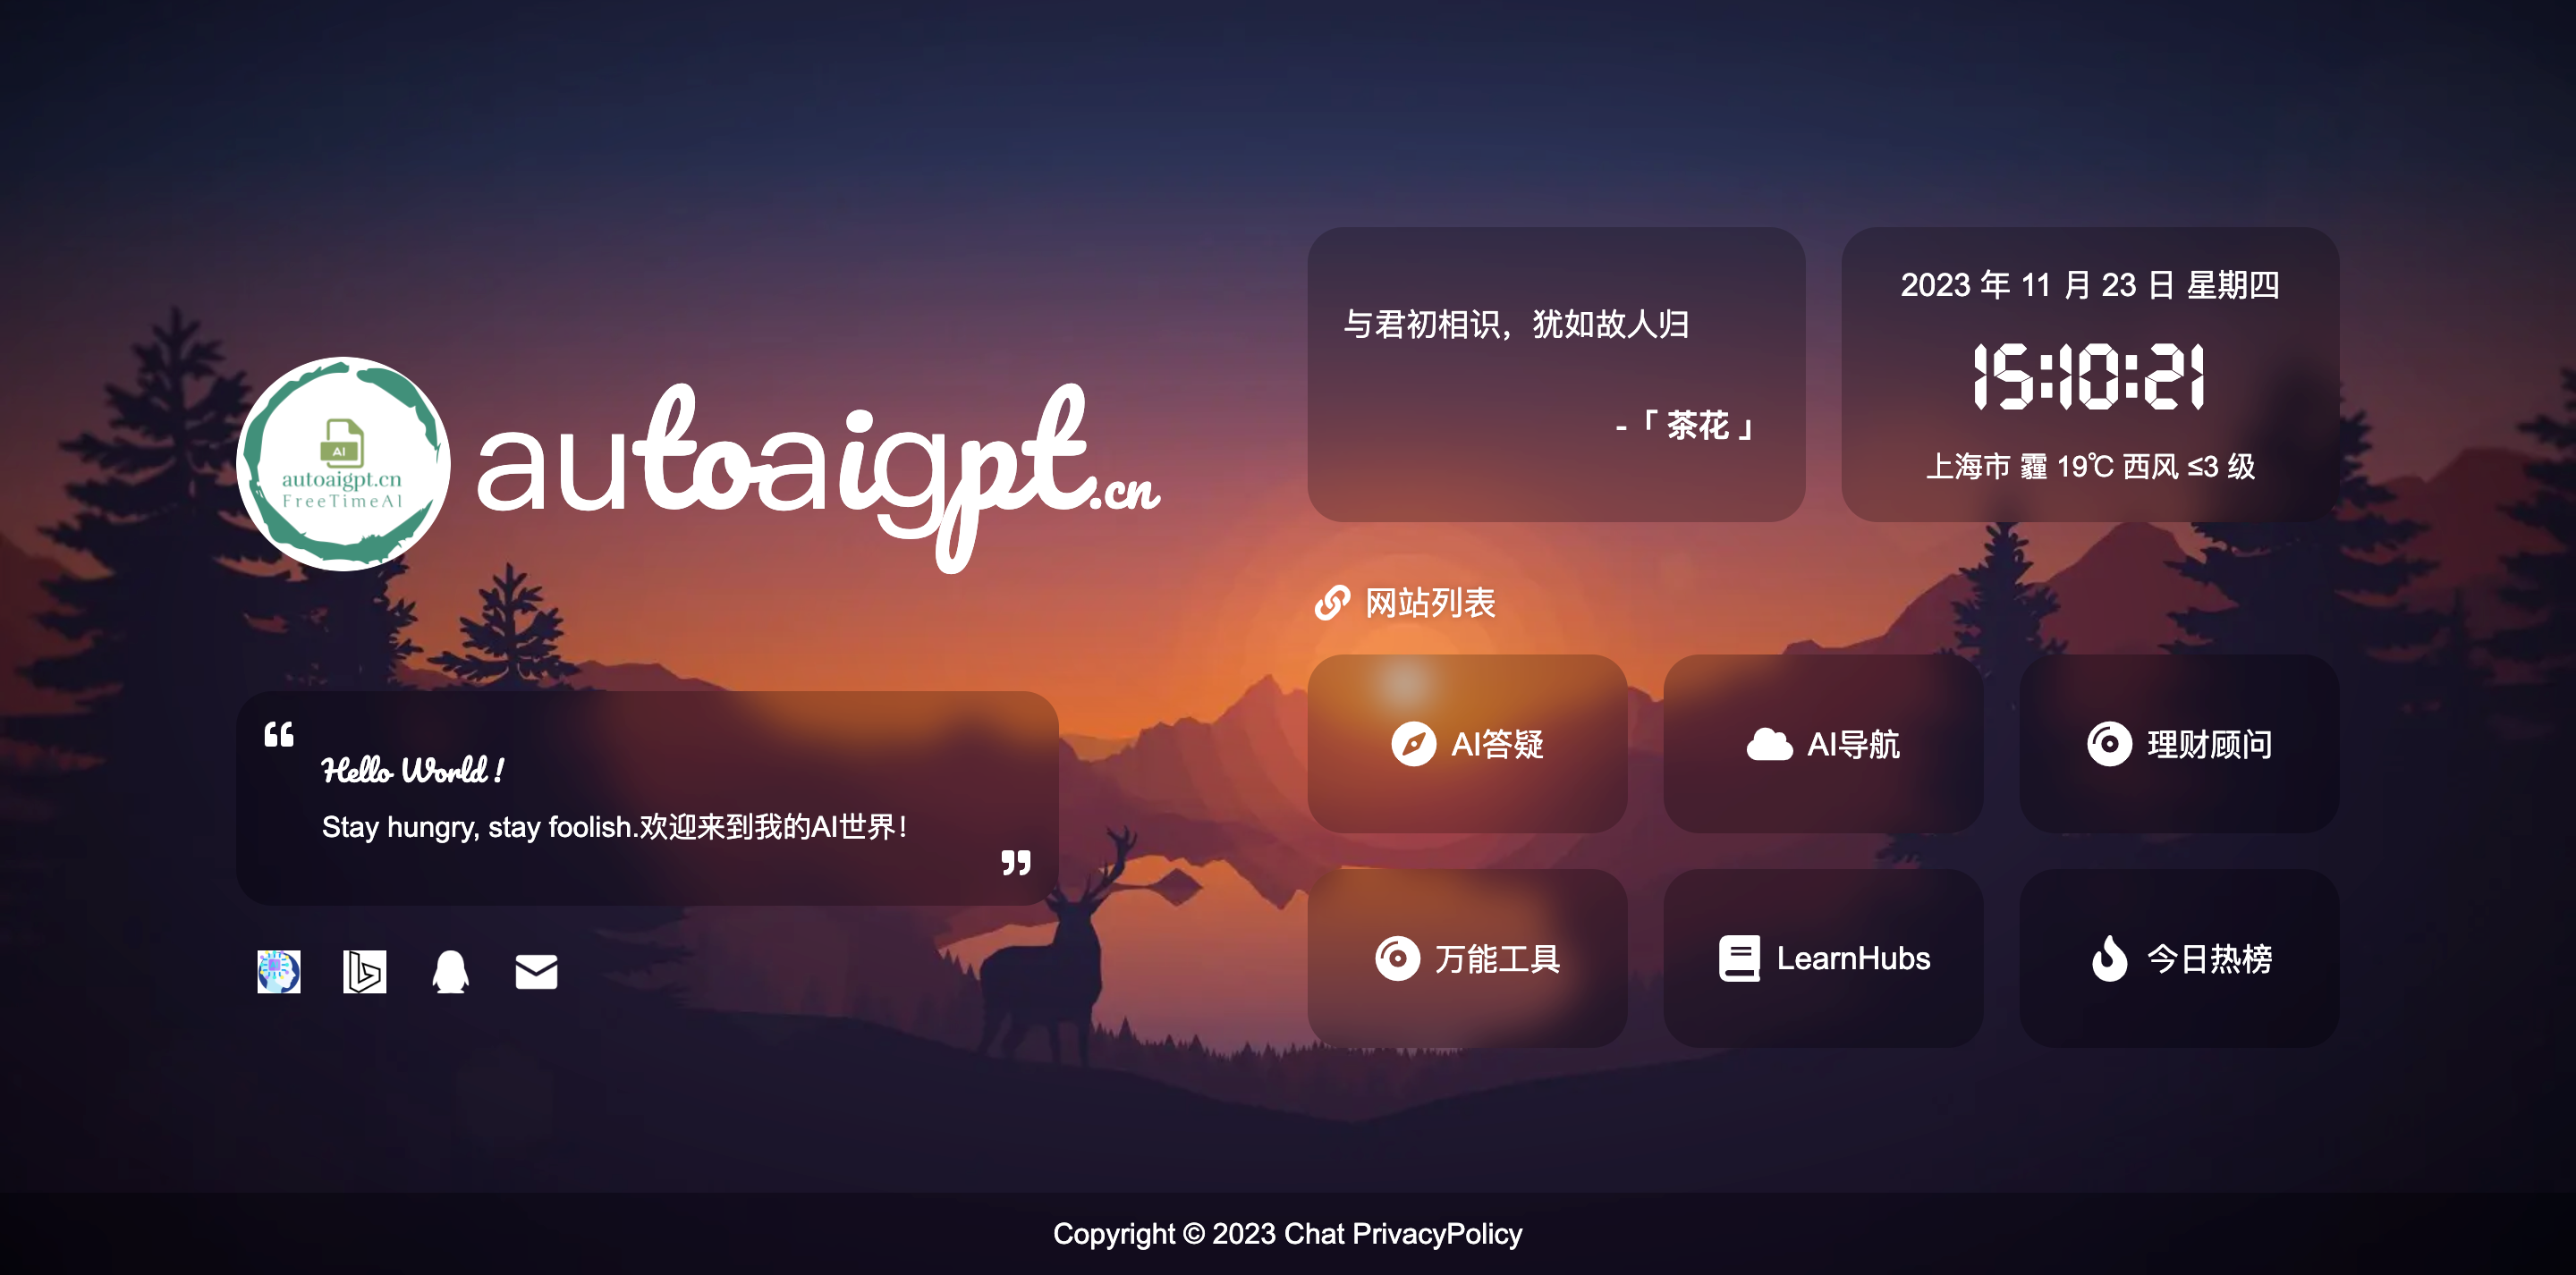 AI
autoaigpt.cn
FreeTimeAI
autoaigpt.cn
“
Hello World !
Stay hungry, stay foolish.欢迎来到我的AI世界！
”
与君初相识，犹如故人归
-「 茶花 」
2023 年 11 月 23 日 星期四
15:10:21
上海市 霾 19℃ 西风 ≤3 级
网站列表
AI答疑
AI导航
理财顾问
万能工具
LearnHubs
今日热榜
Copyright © 2023 Chat PrivacyPolicy